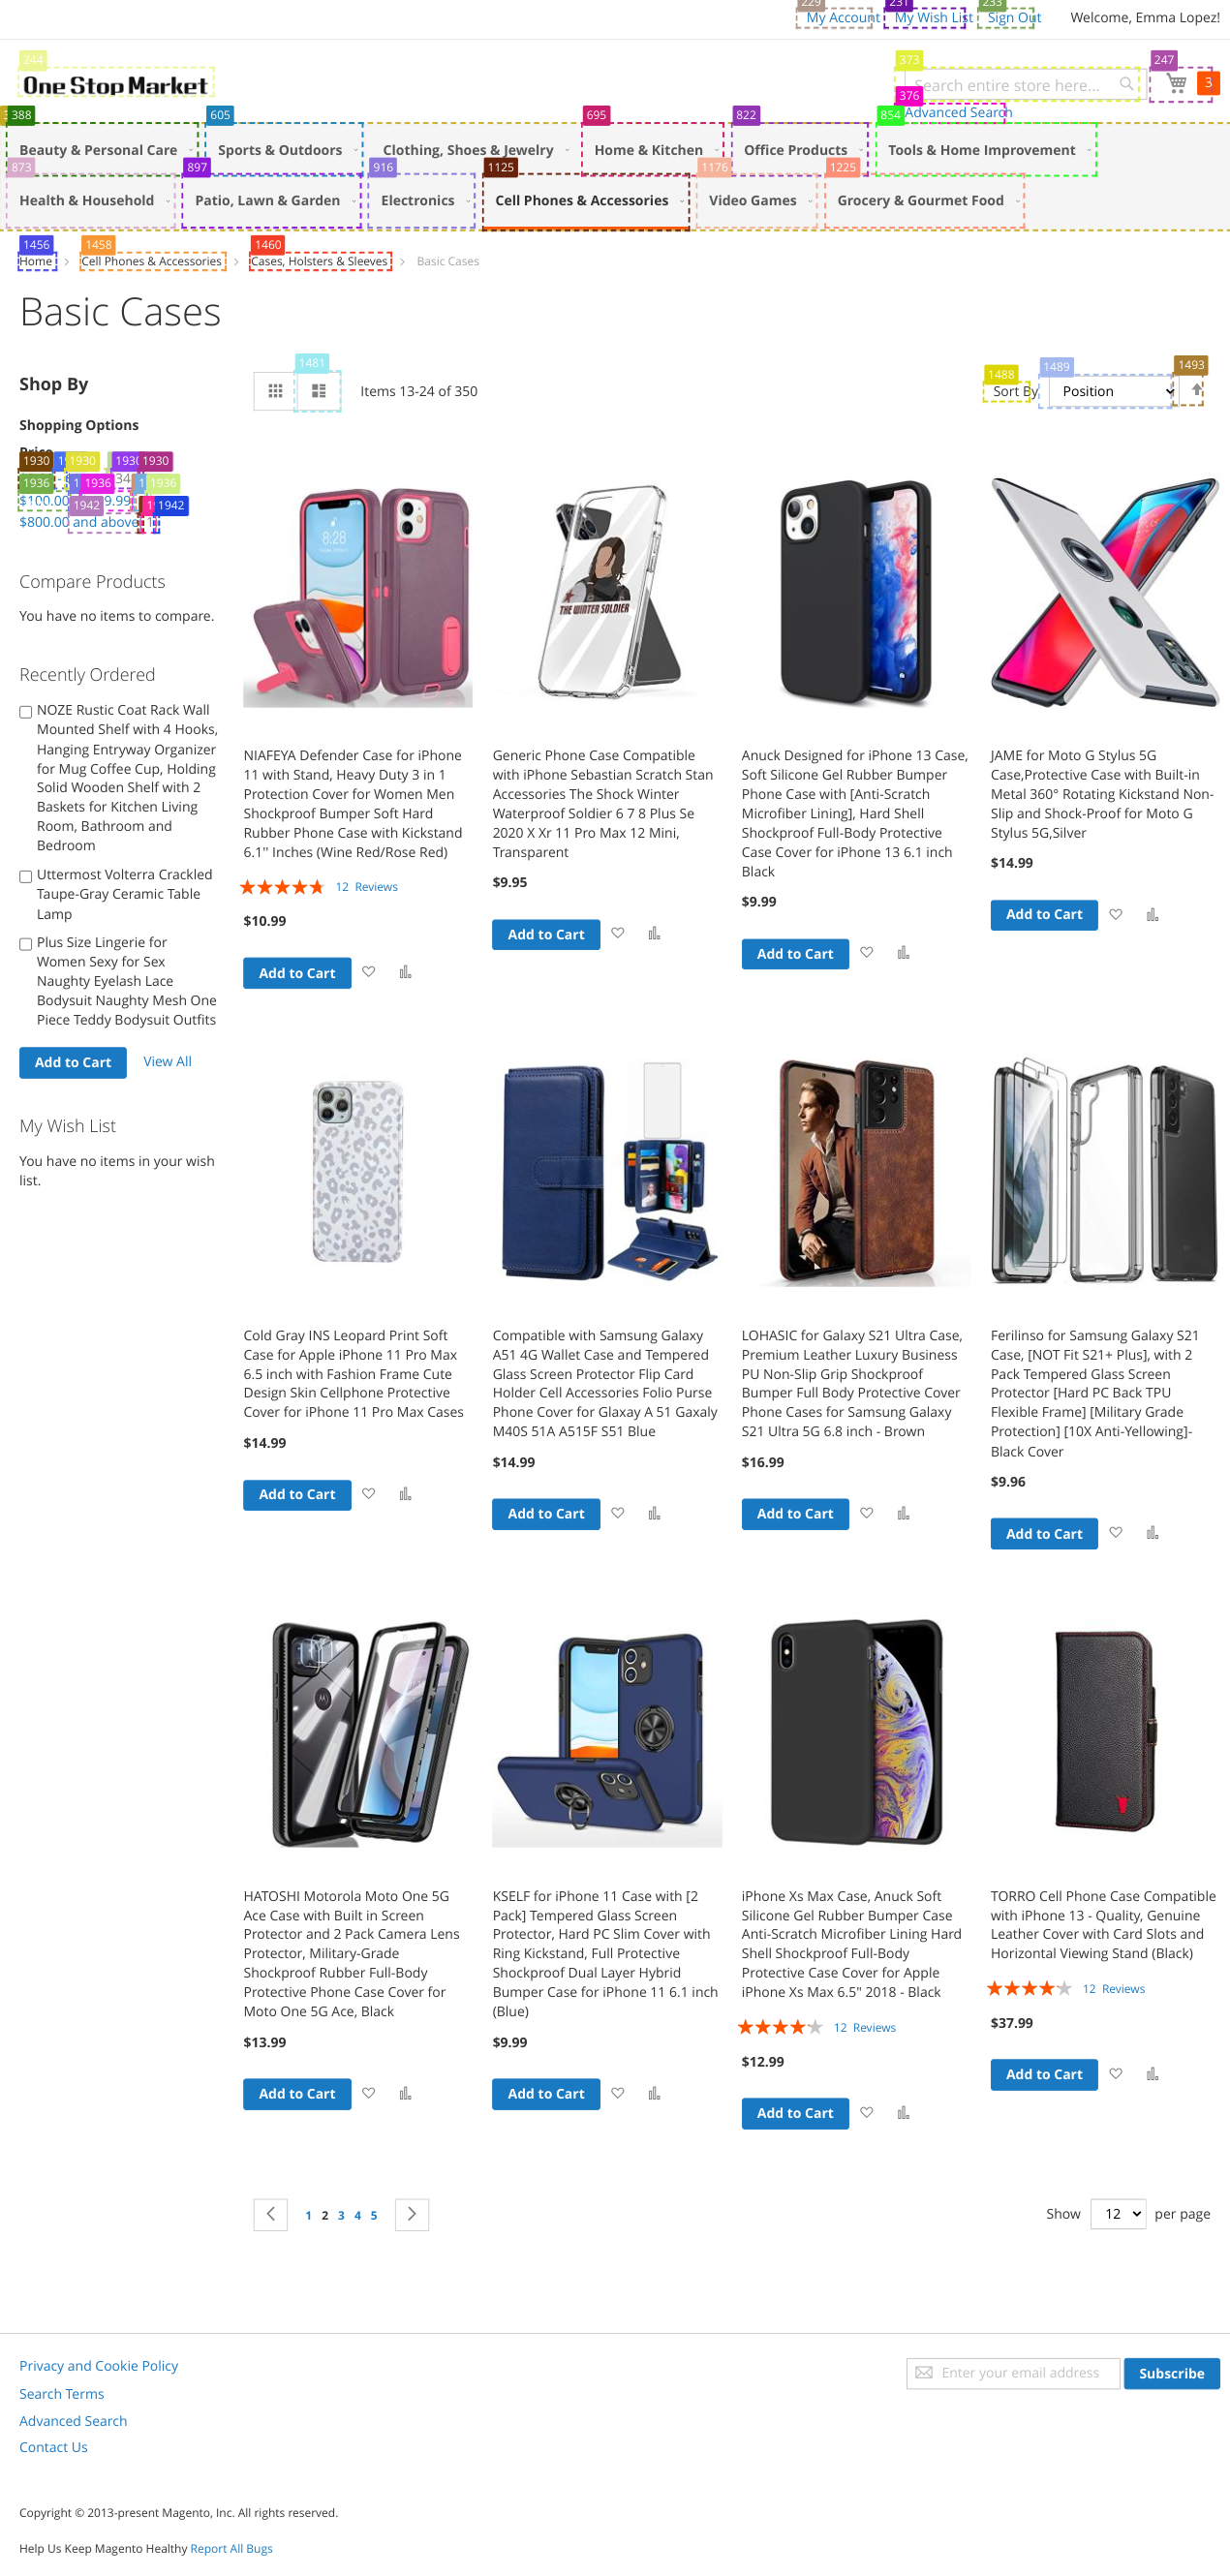 229
231
233
My Account
My Wish List
Sign Out
Welcome, Emma Lopez!
244
One Stop Market
373
Search entire store here...
247
3
376
Advanced Search
388
605
695
822
854
Beauty & Personal Care
Sports & Outdoors
Clothing, Shoes & Jewelry
Home & Kitchen
Office Products
Tools & Home Improvement
873
897
916
1125
1176
1225
Health & Household
Patio, Lawn & Garden
Electronics
Cell Phones & Accessories
Video Games
Grocery & Gourmet Food
1456
1458
1460
Home
Cell Phones & Accessories
Cases, Holsters & Sleeves
Basic Cases
Basic Cases
Shop By
1481
Items 13-24 of 350
1488
1489
1493
Sort By
Position
Shopping Options
1930
1930
1930
1936
1936
1936
1942
1942
$800.00 and above
Compare Products
You have no items to compare.
Recently Ordered
NOZE Rustic Coat Rack Wall
Mounted Shelf with 4 Hooks,
Hanging Entryway Organizer
for Mug Coffee Cup, Holding
Solid Wooden Shelf with 2
Baskets for Kitchen Living
Room, Bathroom and
Bedroom
Uttermost Volterra Crackled
Taupe-Gray Ceramic Table
Lamp
Plus Size Lingerie for
Women Sexy for Sex
Naughty Eyelash Lace
Bodysuit Naughty Mesh One
Piece Teddy Bodysuit Outfits
Add to Cart
View All
My Wish List
You have no items in your wish
list.
6:28
THE WINTER SOLDIER
NIAFEYA Defender Case for iPhone
11 with Stand, Heavy Duty 3 in 1
Protection Cover for Women Men
Shockproof Bumper Soft Hard
Rubber Phone Case with Kickstand
6.1'' Inches (Wine Red/Rose Red)
12 Reviews
$10.99
Add to Cart
Generic Phone Case Compatible
with iPhone Sebastian Scratch Stan
Accessories The Shock Winter
Waterproof Soldier 6 7 8 Plus Se
2020 X Xr 11 Pro Max 12 Mini,
Transparent
$9.95
Add to Cart
Anuck Designed for iPhone 13 Case,
Soft Silicone Gel Rubber Bumper
Phone Case with [Anti-Scratch
Microfiber Lining], Hard Shell
Shockproof Full-Body Protective
Case Cover for iPhone 13 6.1 inch
Black
$9.99
Add to Cart
JAME for Moto G Stylus 5G
Case,Protective Case with Built-in
Metal 360° Rotating Kickstand Non-
Slip and Shock-Proof for Moto G
Stylus 5G,Silver
$14.99
Add to Cart
Cold Gray INS Leopard Print Soft
Case for Apple iPhone 11 Pro Max
6.5 inch with Fashion Frame Cute
Design Skin Cellphone Protective
Cover for iPhone 11 Pro Max Cases
$14.99
Add to Cart
Compatible with Samsung Galaxy
A51 4G Wallet Case and Tempered
Glass Screen Protector Flip Card
Holder Cell Accessories Folio Purse
Phone Cover for Glaxay A 51 Gaxaly
M40S 51A A515F S51 Blue
$14.99
Add to Cart
LOHASIC for Galaxy S21 Ultra Case,
Premium Leather Luxury Business
PU Non-Slip Grip Shockproof
Bumper Full Body Protective Cover
Phone Cases for Samsung Galaxy
S21 Ultra 5G 6.8 inch - Brown
$16.99
Add to Cart
Ferilinso for Samsung Galaxy S21
Case, [NOT Fit S21+ Plus], with 2
Pack Tempered Glass Screen
Protector [Hard PC Back TPU
Flexible Frame] [Military Grade
Protection] [10X Anti-Yellowing]-
Black Cover
$9.96
Add to Cart
HATOSHI Motorola Moto One 5G
Ace Case with Built in Screen
Protector and 2 Pack Camera Lens
Protector, Military-Grade
Shockproof Rubber Full-Body
Protective Phone Case Cover for
Moto One 5G Ace, Black
$13.99
Add to Cart
KSELF for iPhone 11 Case with [2
Pack] Tempered Glass Screen
Protector, Hard PC Slim Cover with
Ring Kickstand, Full Protective
Shockproof Dual Layer Hybrid
Bumper Case for iPhone 11 6.1 inch
(Blue)
$9.99
Add to Cart
iPhone Xs Max Case, Anuck Soft
Silicone Gel Rubber Bumper Case
Anti-Scratch Microfiber Lining Hard
Shell Shockproof Full-Body
Protective Case Cover for Apple
iPhone Xs Max 6.5" 2018 - Black
12 Reviews
$12.99
Add to Cart
TORRO Cell Phone Case Compatible
with iPhone 13 - Quality, Genuine
Leather Cover with Card Slots and
Horizontal Viewing Stand (Black)
12 Reviews
$37.99
Add to Cart
1 2 3 4 5
Show 12 per page
Privacy and Cookie Policy
Search Terms
Advanced Search
Contact Us
Enter your email address
Subscribe
Copyright © 2013-present Magento, Inc. All rights reserved.
Help Us Keep Magento Healthy Report All Bugs